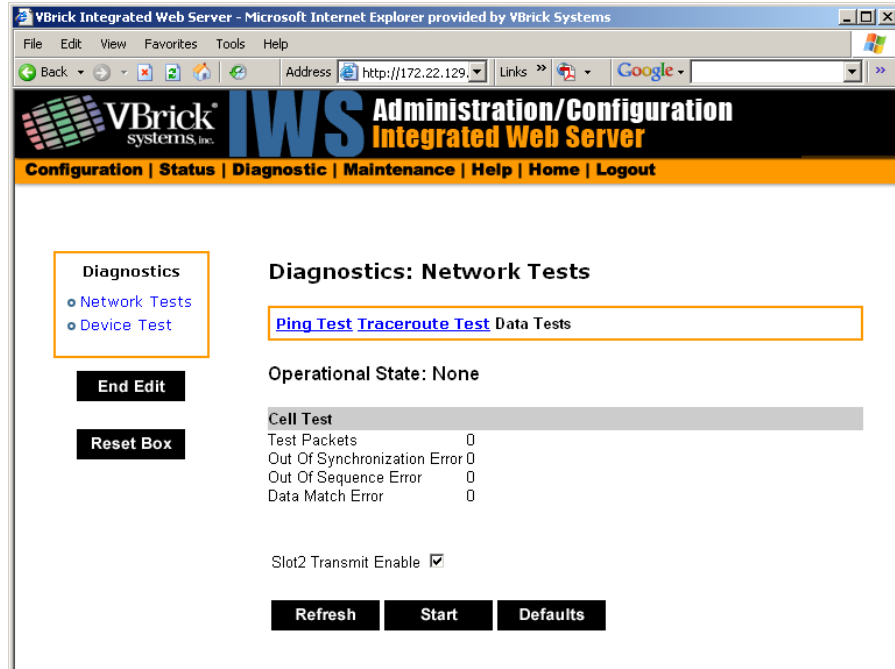 VBrick Integrated Web Server - Microsoft Internet Explorer provided by VBrick Systems
File Edit View Favorites Tools Help
Back Address http://172.22.129. Links » Google »
VBrick systems, inc.
IWS
Administration/Configuration
Integrated Web Server
Configuration | Status | Diagnostic | Maintenance | Help | Home | Logout
Diagnostics
Network Tests
Device Test
End Edit
Reset Box
Diagnostics: Network Tests
Ping Test Traceroute Test Data Tests
Operational State: None
Cell Test
Test Packets 0
Out Of Synchronization Error 0
Out Of Sequence Error 0
Data Match Error 0
Slot2 Transmit Enable
Refresh Start Defaults